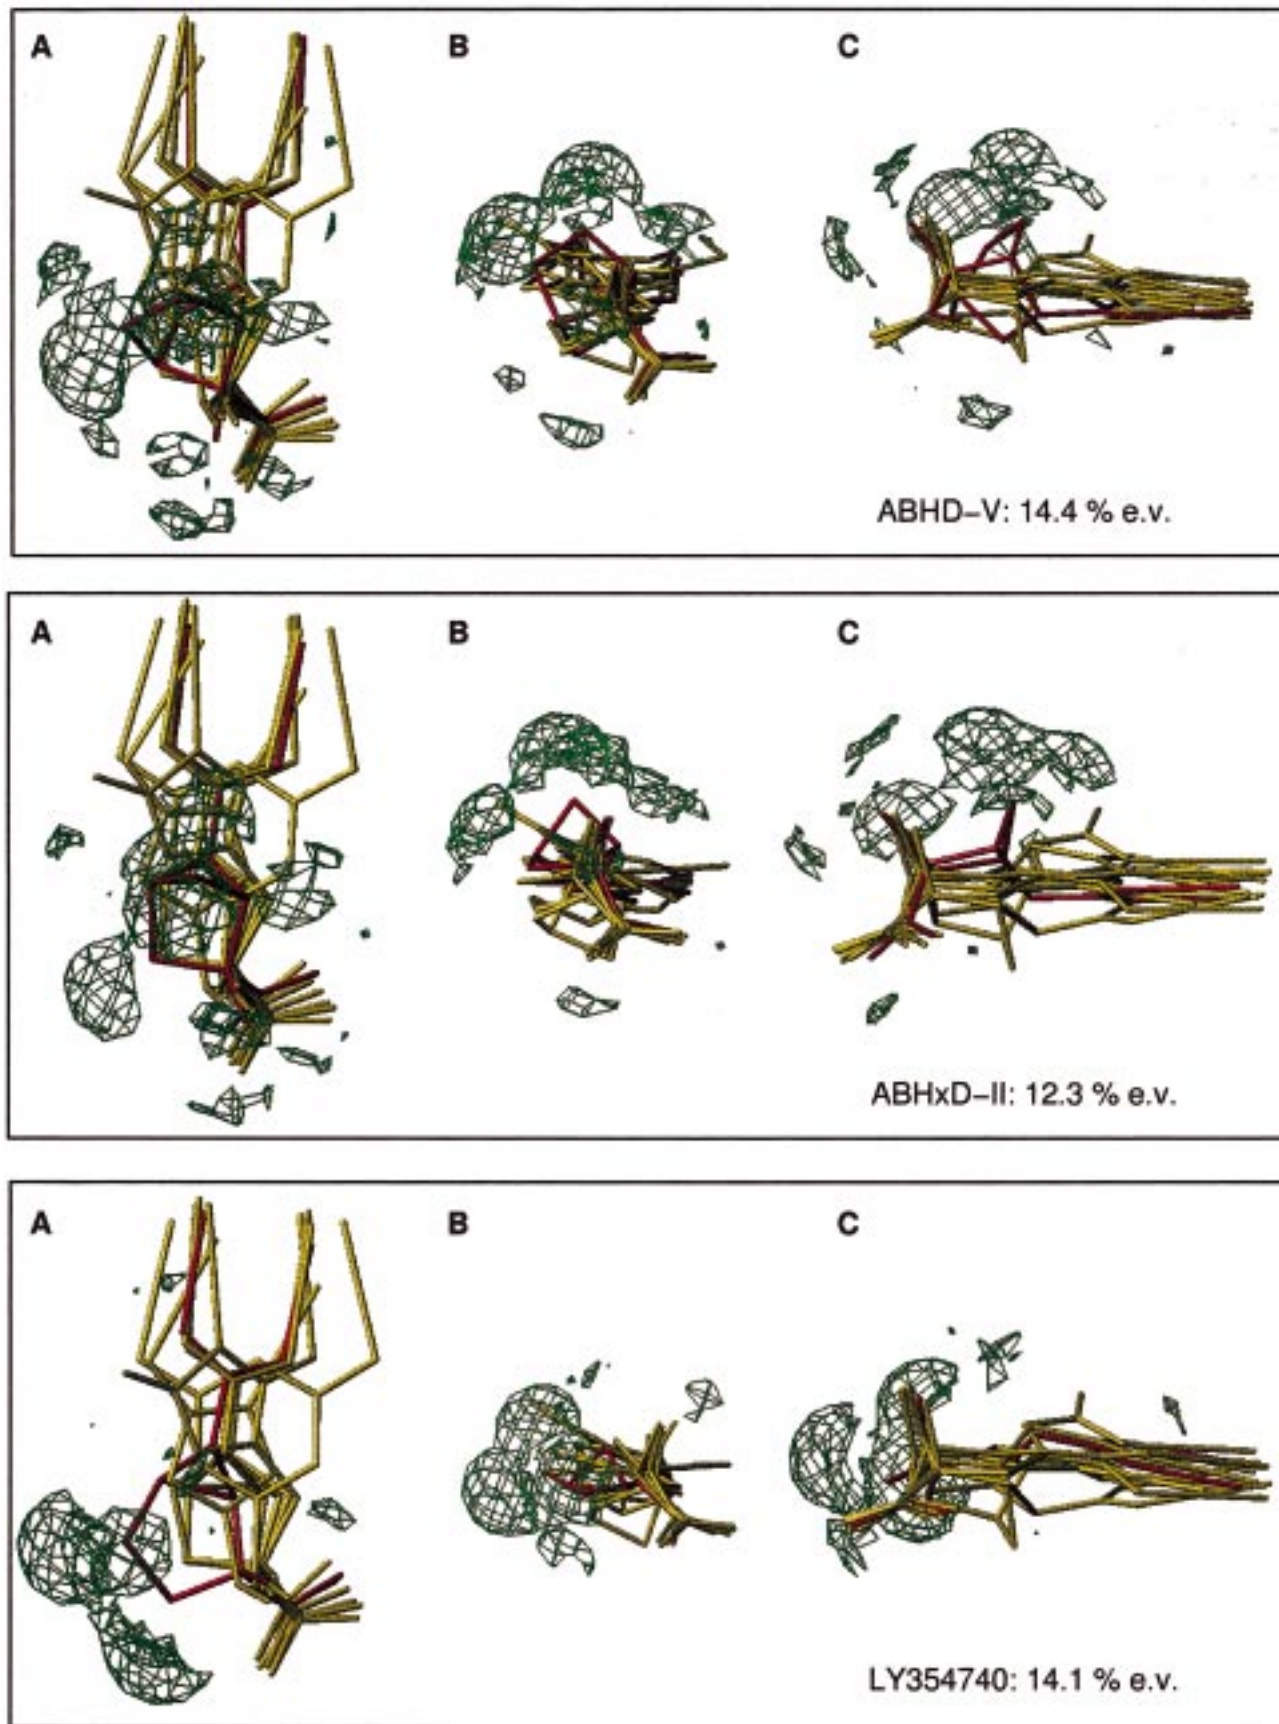 A B C
ABHD–V: 14.4 % e.v.
A B C
ABHxD–II: 12.3 % e.v.
A B C
LY354740: 14.1 % e.v.